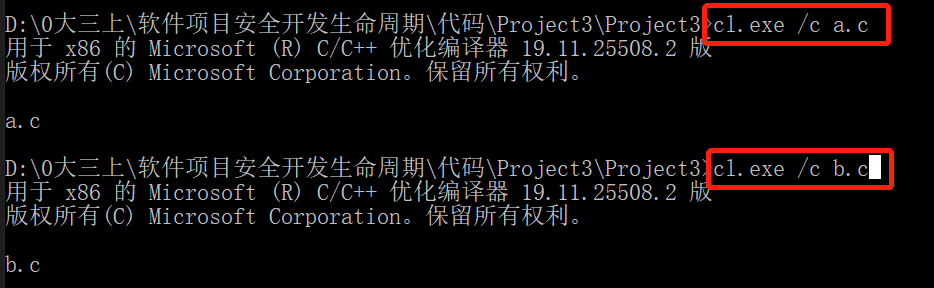 D:\0大三上\软件项目安全开发生命周期\代码\Project3\Project3>cl.exe /c a.c
用于 x86 的 Microsoft (R) C/C++ 优化编译器 19.11.25508.2 版
版权所有(C) Microsoft Corporation。保留所有权利。
a.c
D:\0大三上\软件项目安全开发生命周期\代码\Project3\Project3>cl.exe /c b.c
用于 x86 的 Microsoft (R) C/C++ 优化编译器 19.11.25508.2 版
版权所有(C) Microsoft Corporation。保留所有权利。
b.c